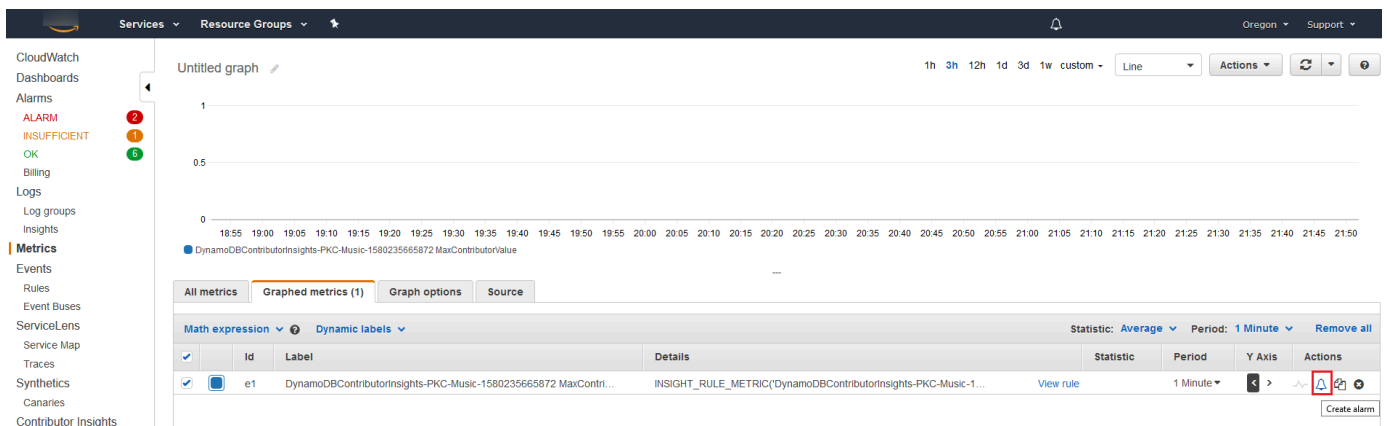 Services Resource Groups Oregon Support
CloudWatch
Dashboards
Alarms
ALARM 2
INSUFFICIENT 1
OK 6
Billing
Logs
Log groups
Insights
Metrics
Events
Rules
Event Buses
ServiceLens
Service Map
Traces
Synthetics
Canaries
Contributor Insights
Untitled graph 1h 3h 12h 1d 3d 1w custom Line Actions
1
0.5
0
18:55 19:00 19:05 19:10 19:15 19:20 19:25 19:30 19:35 19:40 19:45 19:50 19:55 20:00 20:05 20:10 20:15 20:20 20:25 20:30 20:35 20:40 20:45 20:50 20:55 21:00 21:05 21:10 21:15 21:20 21:25 21:30 21:35 21:40 21:45 21:50
DynamoDBContributorInsights-PKC-Music-1580235665872 MaxContributorValue
All metrics Graphed metrics (1) Graph options Source
Math expression Dynamic labels Statistic: Average Period: 1 Minute Remove all
Id Label Details Statistic Period Y Axis Actions
e1 DynamoDBContributorInsights-PKC-Music-1580235665872 MaxContri... INSIGHT_RULE_METRIC('DynamoDBContributorInsights-PKC-Music-1... View rule 1 Minute < >
Create alarm